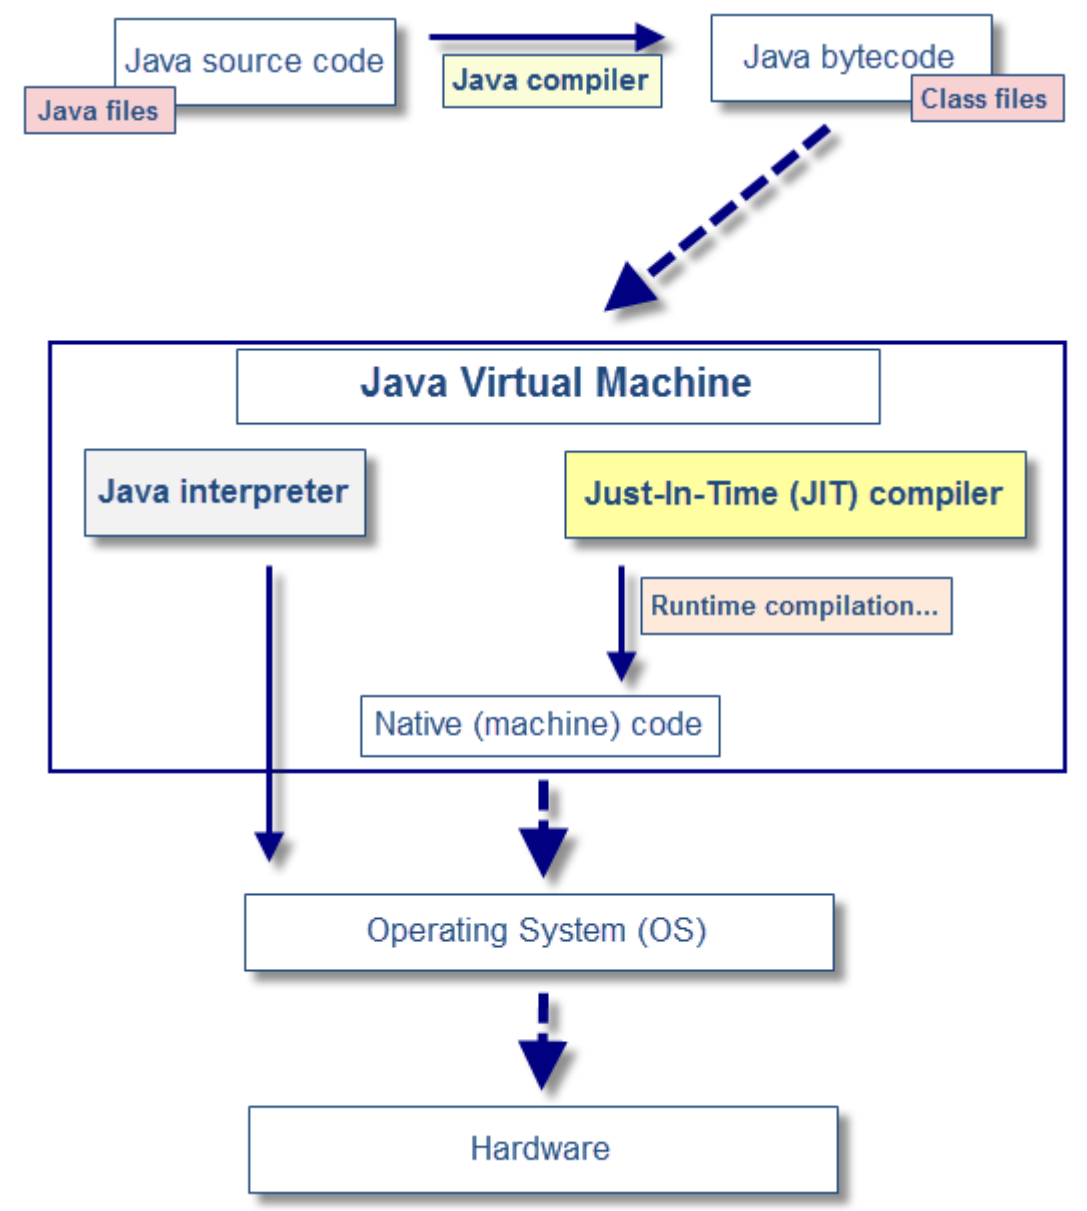 Java source code
Java files
Java compiler
Java bytecode
Class files
Java Virtual Machine
Java interpreter
Just-In-Time (JIT) compiler
Runtime compilation...
Native (machine) code
Operating System (OS)
Hardware